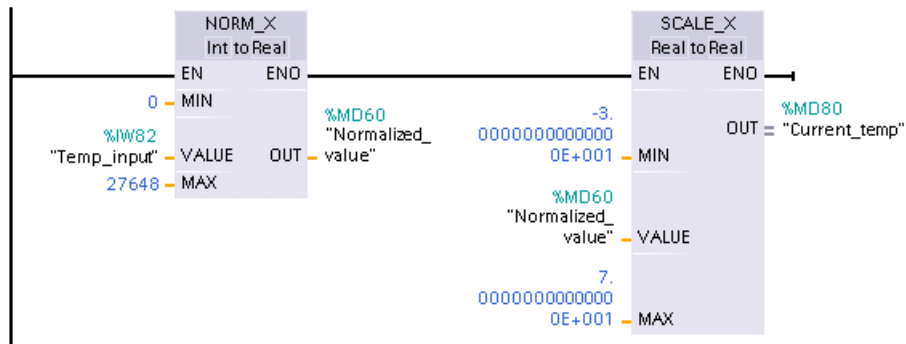 NORM_X
Int to Real
EN ENO
0 MIN
%IW82
"Temp_input" VALUE
27648 MAX
%MD60
"Normalized_
value"
OUT
SCALE_X
Real to Real
EN ENO
-3.
0000000000000
0E+001 MIN
%MD60
"Normalized_
value" VALUE
7.
0000000000000
0E+001 MAX
OUT
%MD80
"Current_temp"